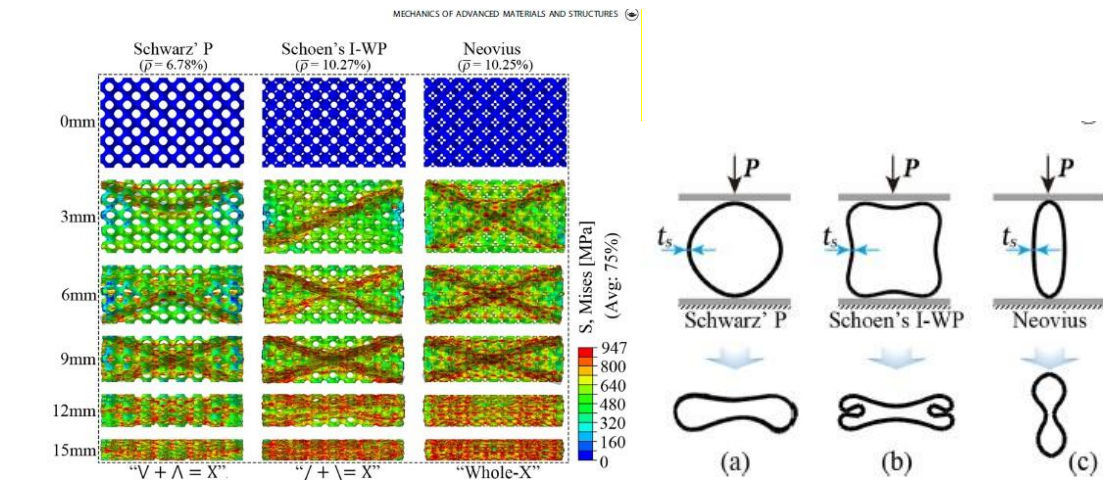 MECHANICS OF ADVANCED MATERIALS AND STRUCTURES
Schwarz’ P
(ρ̅ = 6.78%)
Schoen’s I-WP
(ρ̅ = 10.27%)
Neovius
(ρ̅ = 10.25%)
0mm
3mm
6mm
9mm
12mm
15mm
“\/ + /\ = X”
“/ + \ = X”
“Whole-X”
S, Mises [MPa]
(Avg: 75%)
947
800
640
480
320
160
0
P
P
P
tₛ
tₛ
tₛ
Schwarz’ P
Schoen’s I-WP
Neovius
(a)
(b)
(c)